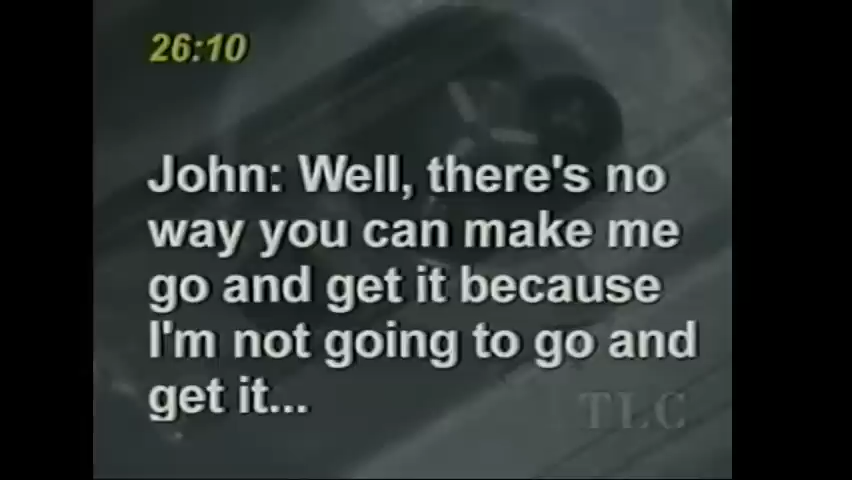 26:10
John: Well, there's no
way you can make me
go and get it because
I'm not going to go and
get it...
TLC